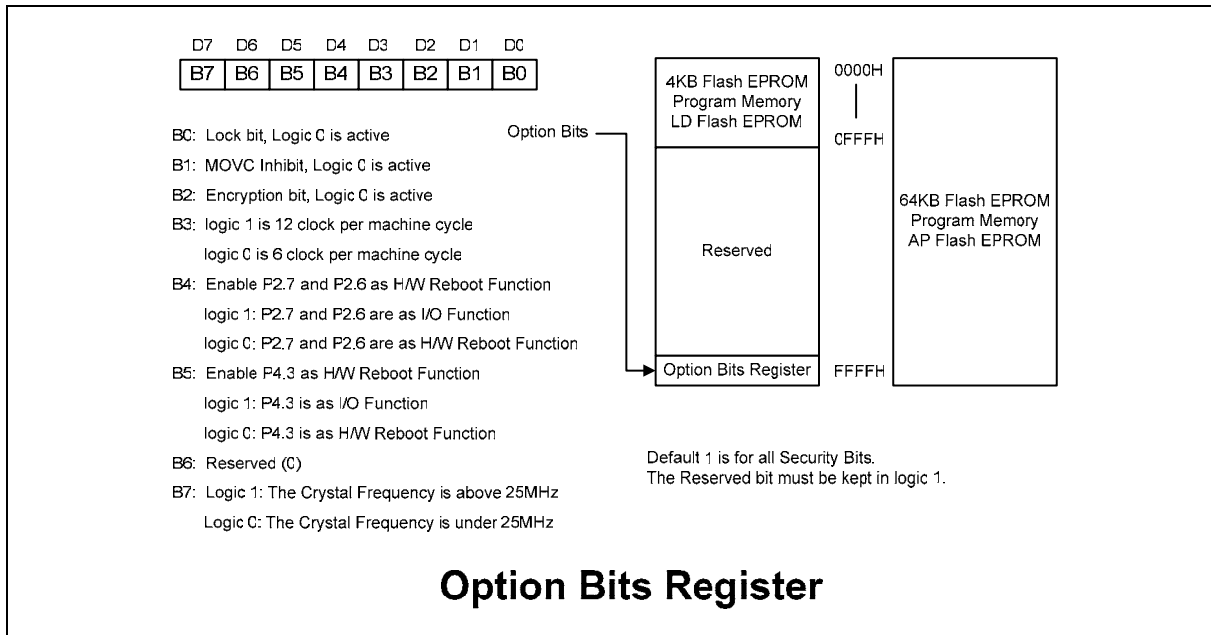 D7 D6 D5 D4 D3 D2 D1 D0
B7 B6 B5 B4 B3 B2 B1 B0
B0: Lock bit, Logic 0 is active
B1: MOVC Inhibit, Logic 0 is active
B2: Encryption bit, Logic 0 is active
B3: logic 1 is 12 clock per machine cycle
logic 0 is 6 clock per machine cycle
B4: Enable P2.7 and P2.6 as H/W Reboot Function
logic 1: P2.7 and P2.6 are as I/O Function
logic 0: P2.7 and P2.6 are as H/W Reboot Function
B5: Enable P4.3 as H/W Reboot Function
logic 1: P4.3 is as I/O Function
logic 0: P4.3 is as H/W Reboot Function
B6: Reserved (0)
B7: Logic 1: The Crystal Frequency is above 25MHz
Logic 0: The Crystal Frequency is under 25MHz
Option Bits
4KB Flash EPROM
Program Memory
LD Flash EPROM
Reserved
Option Bits Register
0000H
0FFFH
FFFFH
64KB Flash EPROM
Program Memory
AP Flash EPROM
Default 1 is for all Security Bits.
The Reserved bit must be kept in logic 1.
Option Bits Register